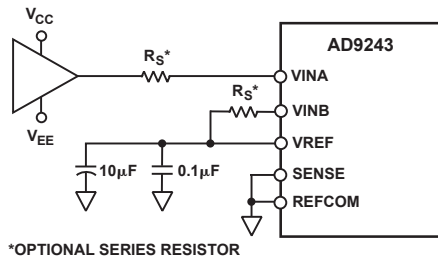 VCC
AD9243
RS*
VINA
RS*
VINB
VEE
VREF
10µF
0.1µF
SENSE
REFCOM
*OPTIONAL SERIES RESISTOR